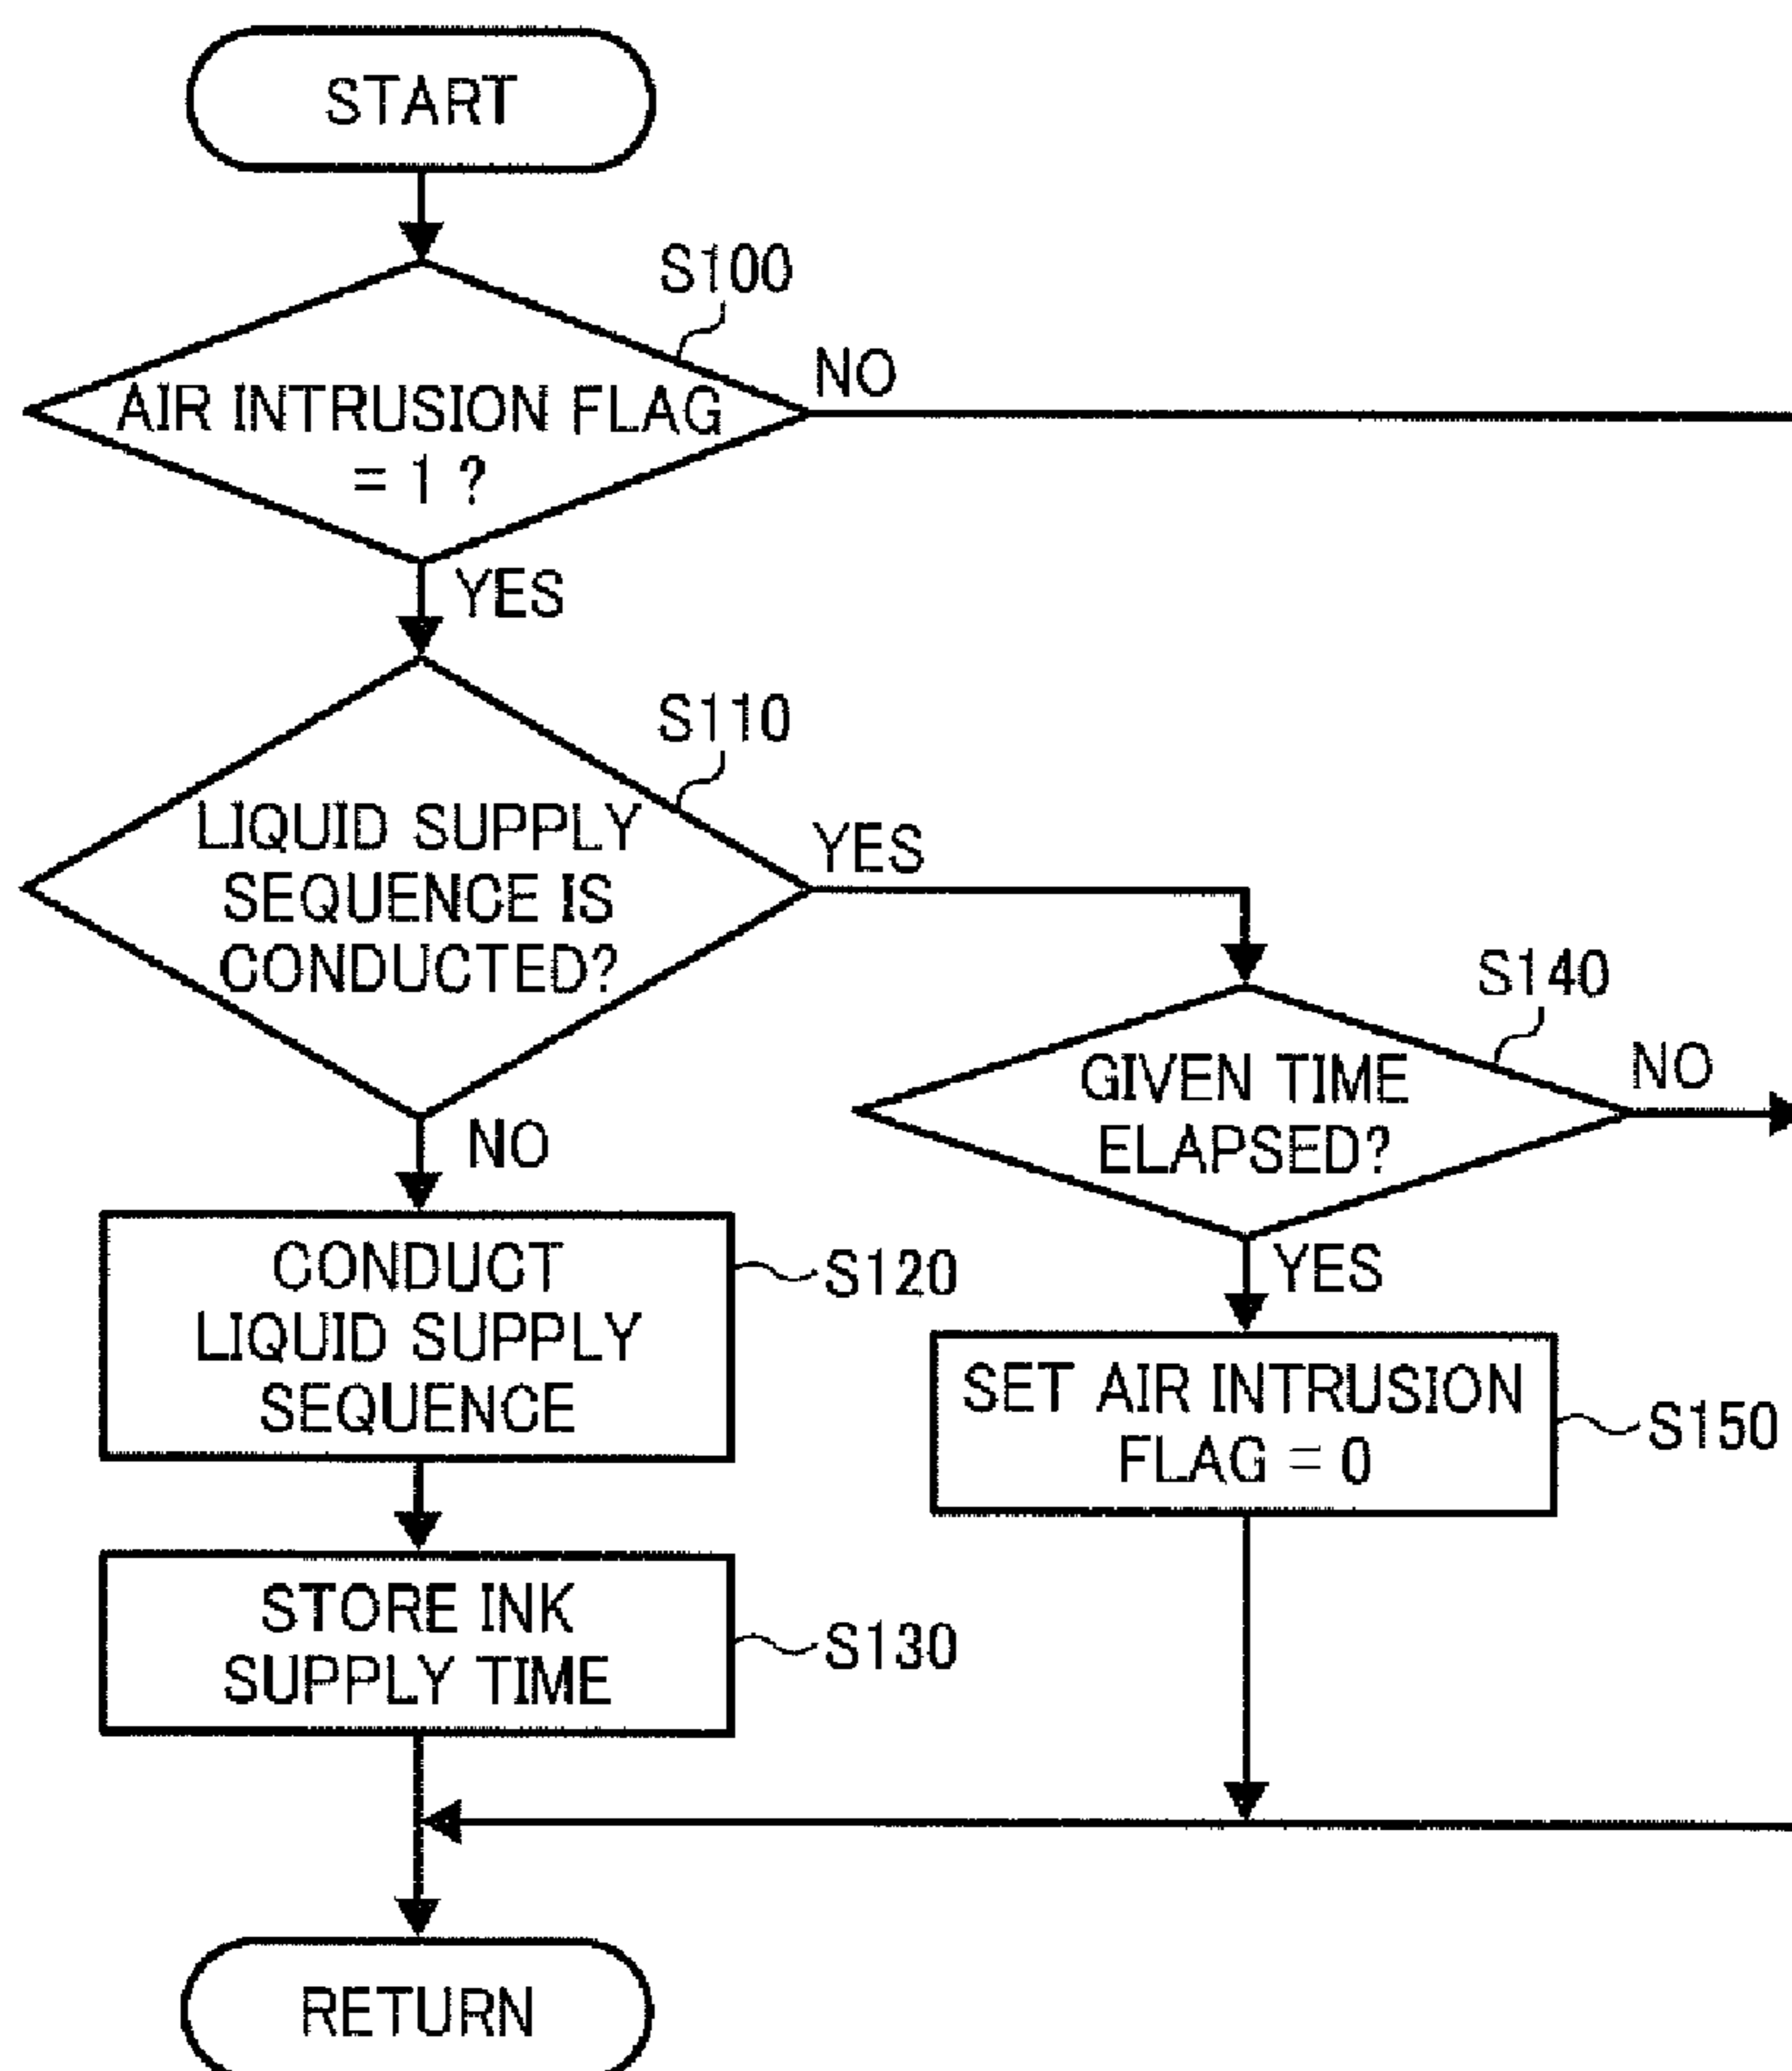 START
S100
AIR INTRUSION FLAG
= 1 ?
NO
YES
S110
LIQUID SUPPLY
SEQUENCE IS
CONDUCTED?
YES
NO
S140
GIVEN TIME
ELAPSED?
NO
YES
CONDUCT
LIQUID SUPPLY
SEQUENCE
S120
SET AIR INTRUSION
FLAG = 0
S150
STORE INK
SUPPLY TIME
S130
RETURN